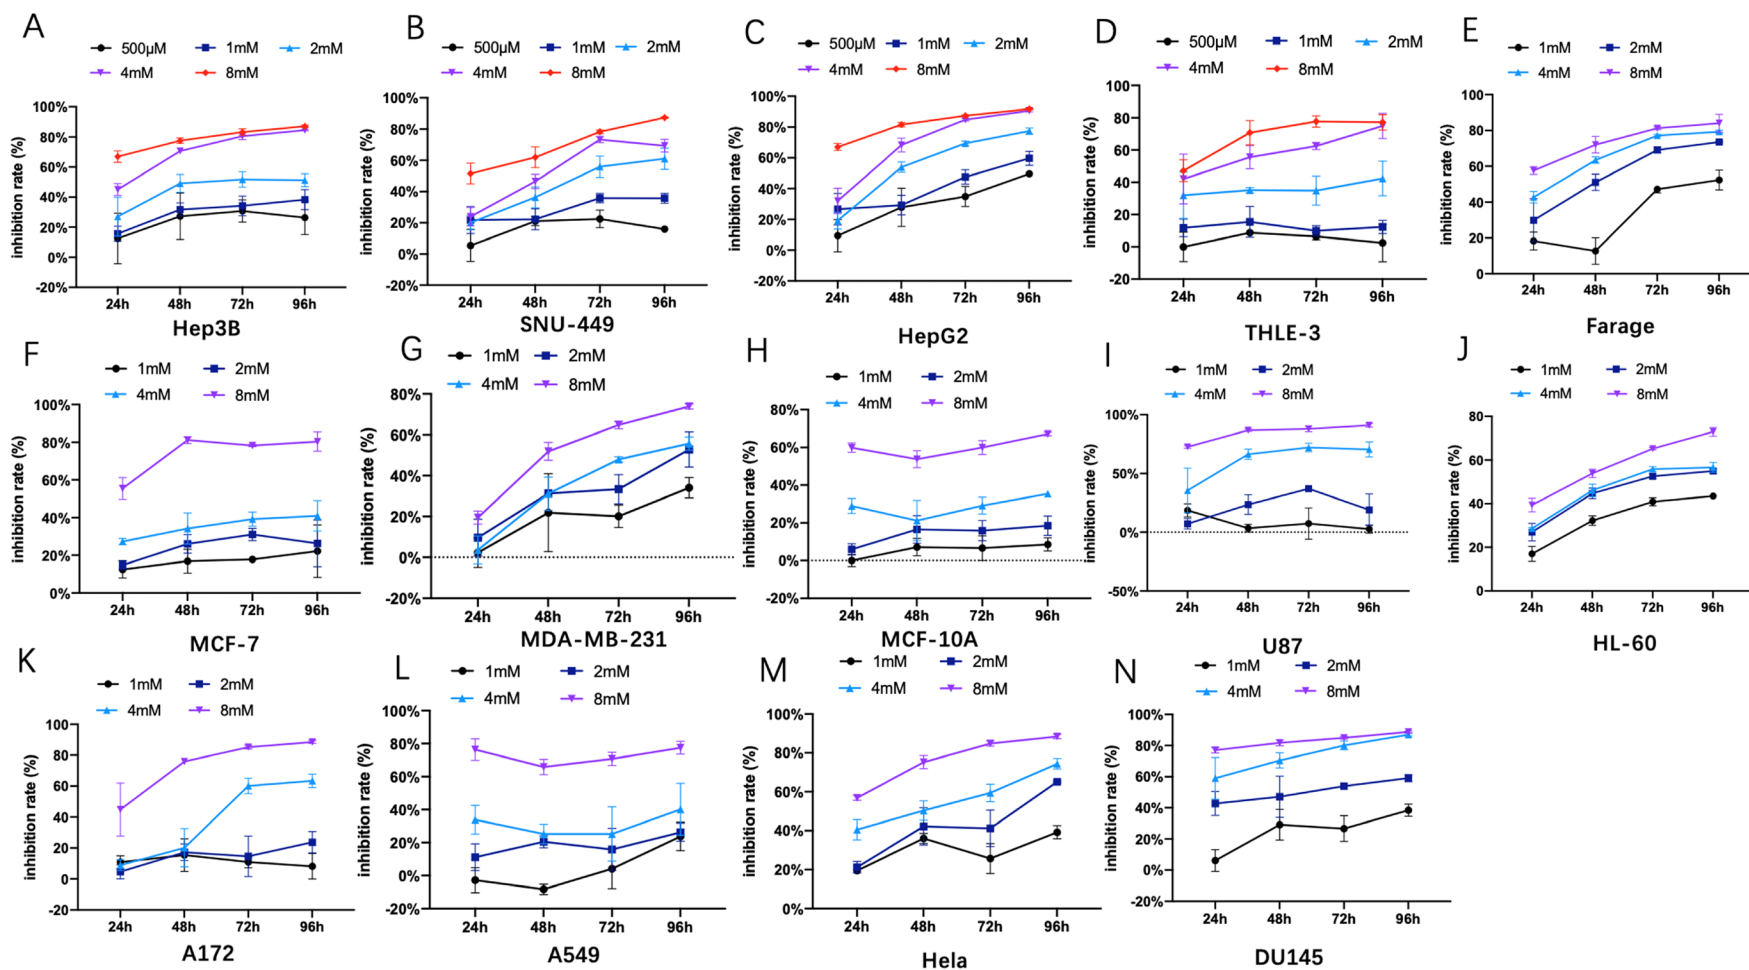 A
500μM 1mM 2mM
4mM 8mM
inhibition rate (%)
100%
80%
60%
40%
20%
0%
-20%
24h 48h 72h 96h
Hep3B
B
500μM 1mM 2mM
4mM 8mM
inhibition rate (%)
100%
80%
60%
40%
20%
0%
-20%
24h 48h 72h 96h
SNU-449
C
500μM 1mM 2mM
4mM 8mM
inhibition rate (%)
100%
80%
60%
40%
20%
0%
-20%
24h 48h 72h 96h
HepG2
D
500μM 1mM 2mM
4mM 8mM
inhibition rate (%)
100
80
60
40
20
0
-20
24h 48h 72h 96h
THLE-3
E
1mM 2mM
4mM 8mM
inhibition rate (%)
100
80
60
40
20
0
24h 48h 72h 96h
Farage
F
1mM 2mM
4mM 8mM
inhibition rate (%)
100%
80%
60%
40%
20%
0%
24h 48h 72h 96h
MCF-7
G
1mM 2mM
4mM 8mM
inhibition rate (%)
80%
60%
40%
20%
0%
-20%
24h 48h 72h 96h
MDA-MB-231
H
1mM 2mM
4mM 8mM
inhibition rate (%)
80%
60%
40%
20%
0%
-20%
24h 48h 72h 96h
MCF-10A
I
1mM 2mM
4mM 8mM
inhibition rate (%)
100%
50%
0%
-50%
24h 48h 72h 96h
U87
J
1mM 2mM
4mM 8mM
inhibition rate (%)
80
60
40
20
0
24h 48h 72h 96h
HL-60
K
1mM 2mM
4mM 8mM
inhibition rate (%)
100
80
60
40
20
0
-20
24h 48h 72h 96h
A172
L
1mM 2mM
4mM 8mM
inhibition rate (%)
100%
80%
60%
40%
20%
0%
-20%
24h 48h 72h 96h
A549
M
1mM 2mM
4mM 8mM
inhibition rate (%)
100%
80%
60%
40%
20%
0%
24h 48h 72h 96h
Hela
N
1mM 2mM
4mM 8mM
inhibition rate (%)
100%
80%
60%
40%
20%
0%
-20%
24h 48h 72h 96h
DU145